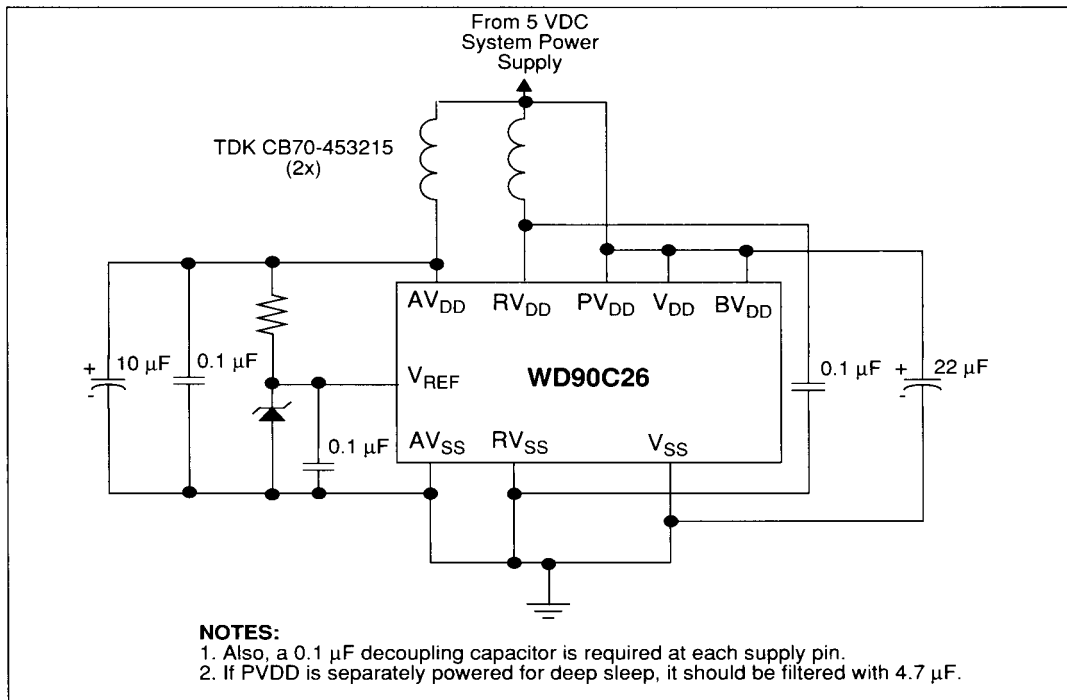 From 5 VDC
System Power
Supply
TDK CB70-453215
(2x)
AVDD RVDD PVDD VDD BVDD
+ 10 µF
-
0.1 µF
VREF
WD90C26
0.1 µF
+ 22 µF
-
0.1 µF
AVSS RVSS VSS
NOTES:
1. Also, a 0.1 µF decoupling capacitor is required at each supply pin.
2. If PVDD is separately powered for deep sleep, it should be filtered with 4.7 µF.